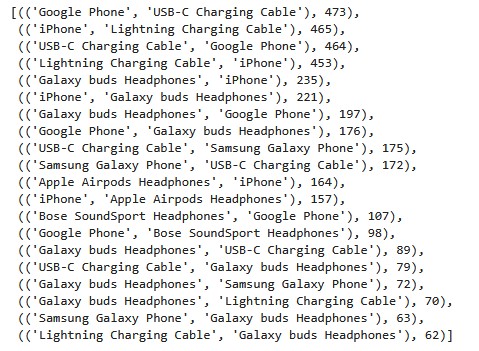 [(('Google Phone', 'USB-C Charging Cable'), 473),
(('iPhone', 'Lightning Charging Cable'), 465),
(('USB-C Charging Cable', 'Google Phone'), 464),
(('Lightning Charging Cable', 'iPhone'), 453),
(('Galaxy buds Headphones', 'iPhone'), 235),
(('iPhone', 'Galaxy buds Headphones'), 221),
(('Galaxy buds Headphones', 'Google Phone'), 197),
(('Google Phone', 'Galaxy buds Headphones'), 176),
(('USB-C Charging Cable', 'Samsung Galaxy Phone'), 175),
(('Samsung Galaxy Phone', 'USB-C Charging Cable'), 172),
(('Apple Airpods Headphones', 'iPhone'), 164),
(('iPhone', 'Apple Airpods Headphones'), 157),
(('Bose SoundSport Headphones', 'Google Phone'), 107),
(('Google Phone', 'Bose SoundSport Headphones'), 98),
(('Galaxy buds Headphones', 'USB-C Charging Cable'), 89),
(('USB-C Charging Cable', 'Galaxy buds Headphones'), 79),
(('Galaxy buds Headphones', 'Samsung Galaxy Phone'), 72),
(('Galaxy buds Headphones', 'Lightning Charging Cable'), 70),
(('Samsung Galaxy Phone', 'Galaxy buds Headphones'), 63),
(('Lightning Charging Cable', 'Galaxy buds Headphones'), 62)]